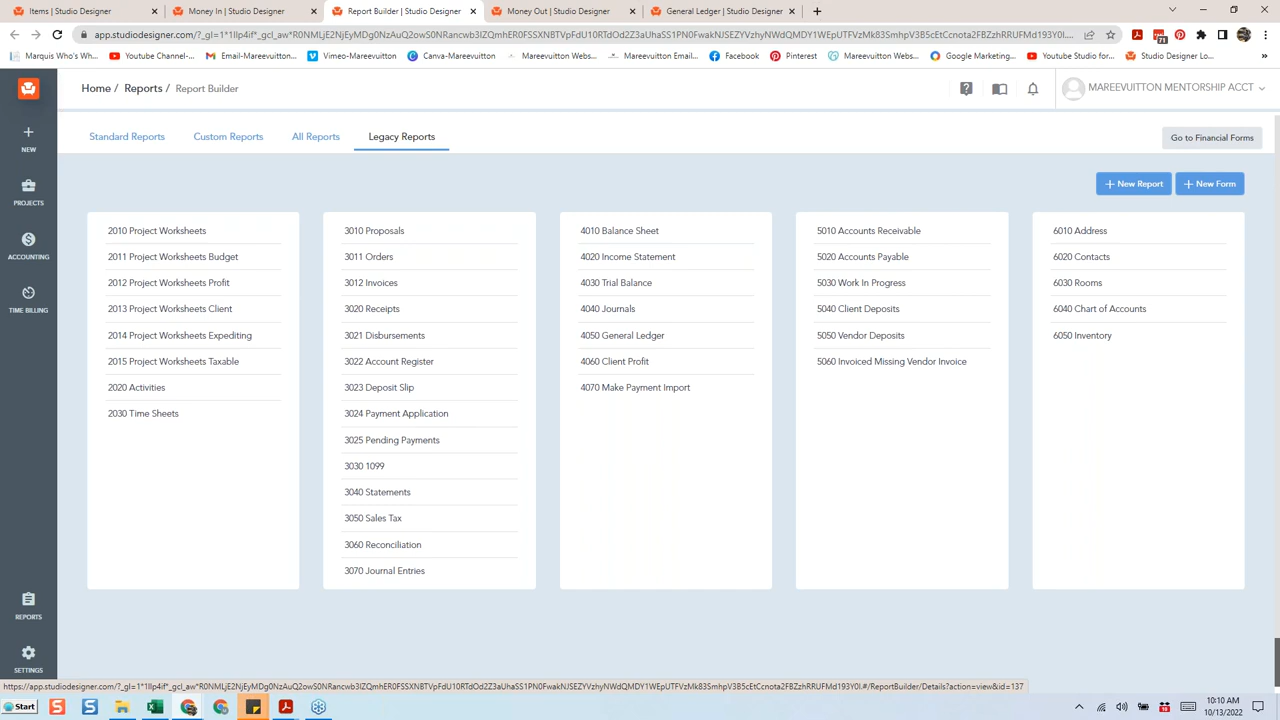 Items | Studio Designer
Money In | Studio Designer
Report Builder | Studio Designer
Money Out | Studio Designer
General Ledger | Studio Designer
Marquis Who's Who...
Youtube Channel-...
Email-Mareevuitton...
Vimeo-Mareevuitton
Cnva-Mareevuitton
Mareevuitton Webs...
Mareevuitton Email...
Facebook
Pinterest
Mareevuitton Webs...
Google Marketing...
Youtube Studio for...
Studio Designer Lo...
Home / Reports / Report Builder
MAREEVUITTON MENTORSHIP ACCT
NEW
PROJECTS
ACCOUNTING
TIME BILLING
REPORTS
SETTINGS
Standard Reports
Custom Reports
All Reports
Legacy Reports
Go to Financial Forms
+ New Report
+ New Form
2010 Project Worksheets
2011 Project Worksheets Budget
2012 Project Worksheets Profit
2013 Project Worksheets Client
2014 Project Worksheets Expediting
2015 Project Worksheets Taxable
2020 Activities
2030 Time Sheets
3010 Proposals
3011 Orders
3012 Invoices
3020 Receipts
3021 Disbursements
3022 Account Register
3023 Deposit Slip
3024 Payment Application
3025 Pending Payments
3030 1099
3040 Statements
3050 Sales Tax
3060 Reconciliation
3070 Journal Entries
4010 Balance Sheet
4020 Income Statement
4030 Trial Balance
4040 Journals
4050 General Ledger
4060 Client Profit
4070 Make Payment Import
5010 Accounts Receivable
5020 Accounts Payable
5030 Work In Progress
5040 Client Deposits
5050 Vendor Deposits
5060 Invoiced Missing Vendor Invoice
6010 Address
6020 Contacts
6030 Rooms
6040 Chart of Accounts
6050 Inventory
Start
10:10 AM
10/13/2022